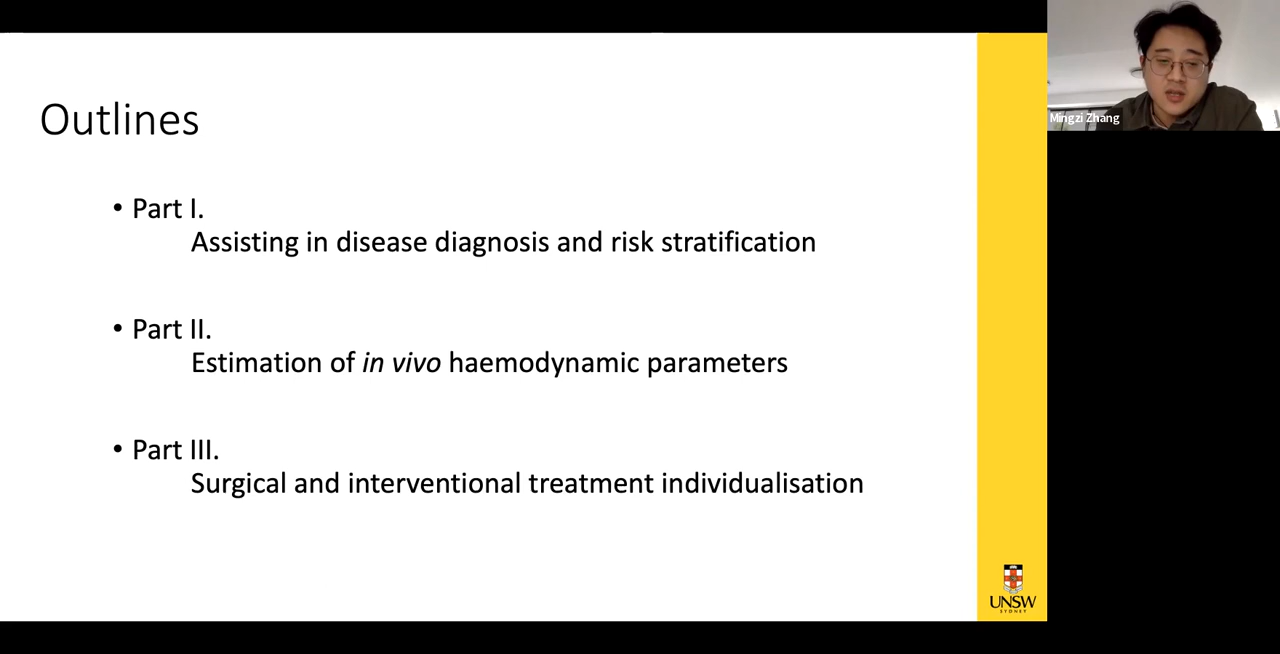 Outlines
• Part I.
Assisting in disease diagnosis and risk stratification
• Part II.
Estimation of in vivo haemodynamic parameters
• Part III.
Surgical and interventional treatment individualisation
UNSW
SYDNEY
Mingzi Zhang